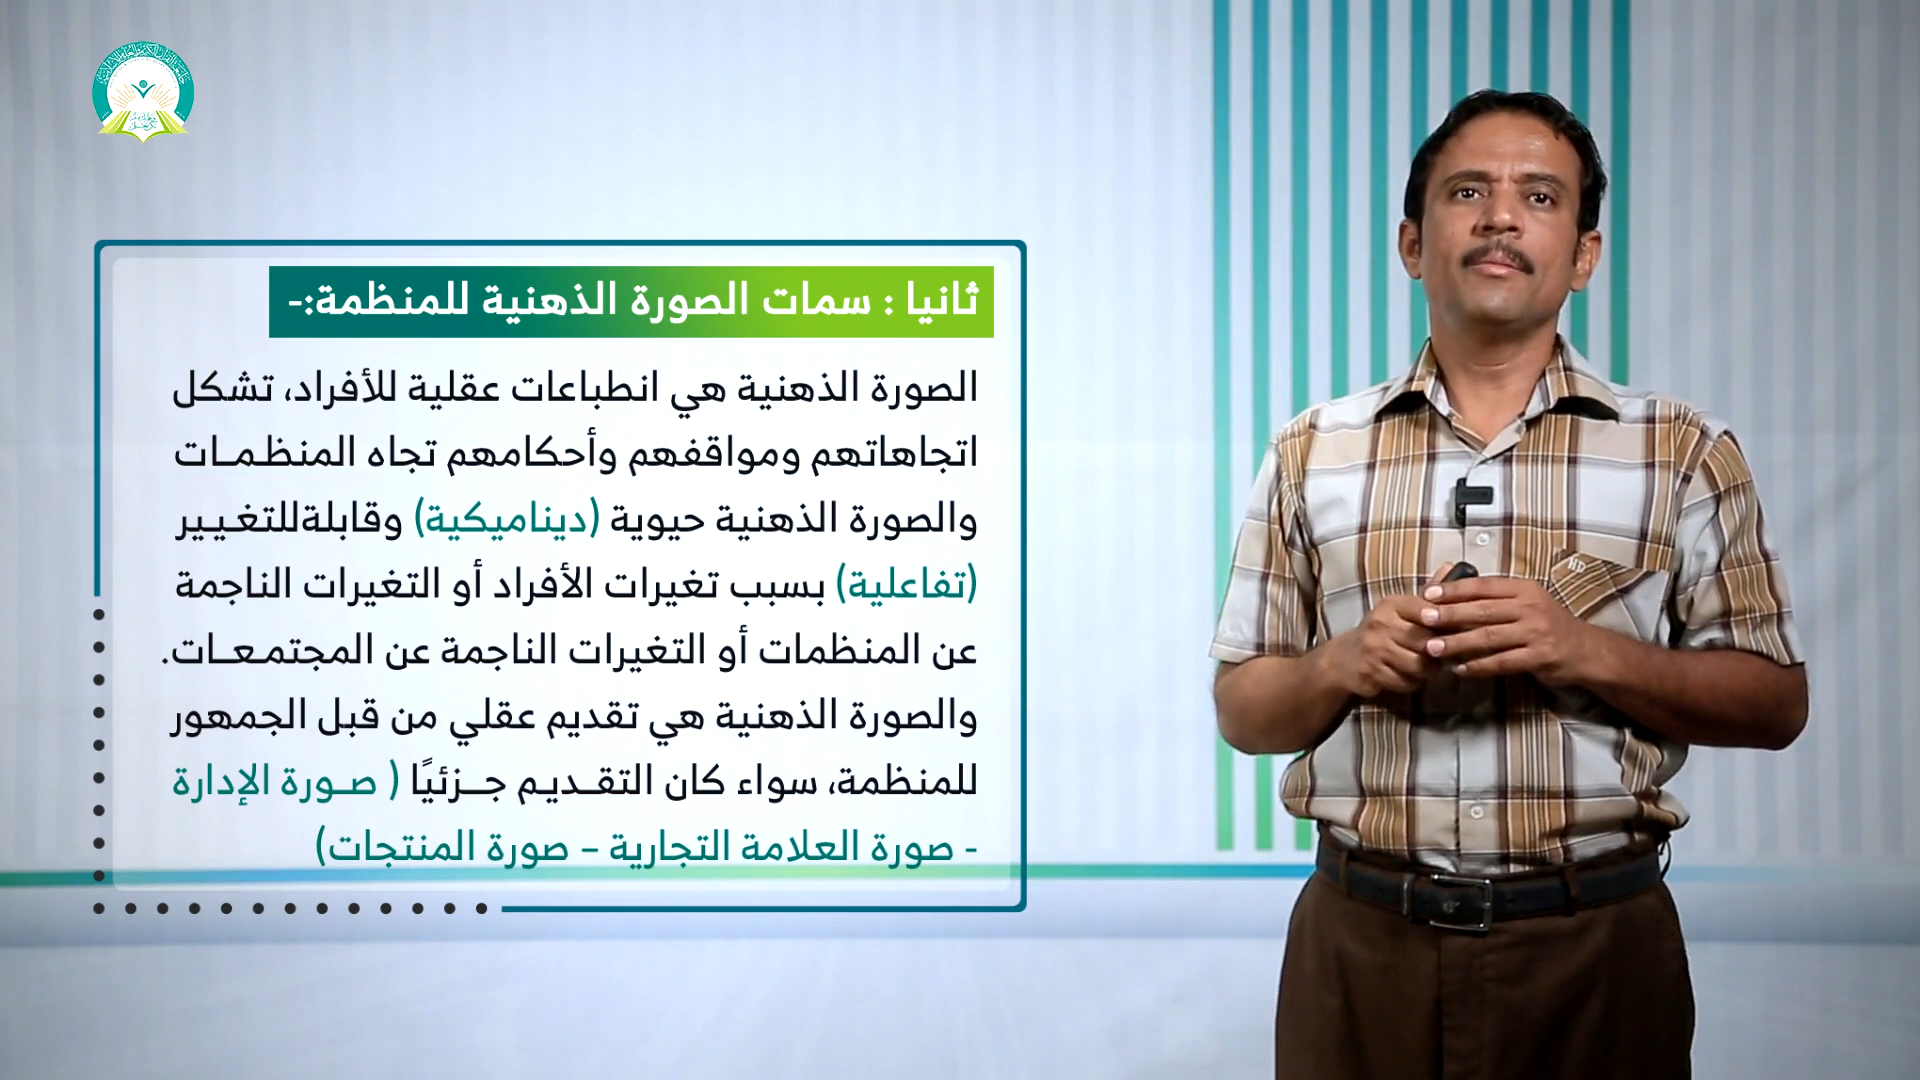 ثانيا : سمات الصورة الذهنية للمنظمة:-
الصورة الذهنية هي انطباعات عقلية للأفراد، تشكل
اتجاهاتهم ومواقفهم وأحكامهم تجاه المنظمات
والصورة الذهنية حيوية (ديناميكية) وقابلةللتغيير
(تفاعلية) بسبب تغيرات الأفراد أو التغيرات الناجمة
عن المنظمات أو التغيرات الناجمة عن المجتمعات.
والصورة الذهنية هي تقديم عقلي من قبل الجمهور
للمنظمة، سواء كان التقديم جزئيًا ( صورة الإدارة
- صورة العلامة التجارية – صورة المنتجات)
HD